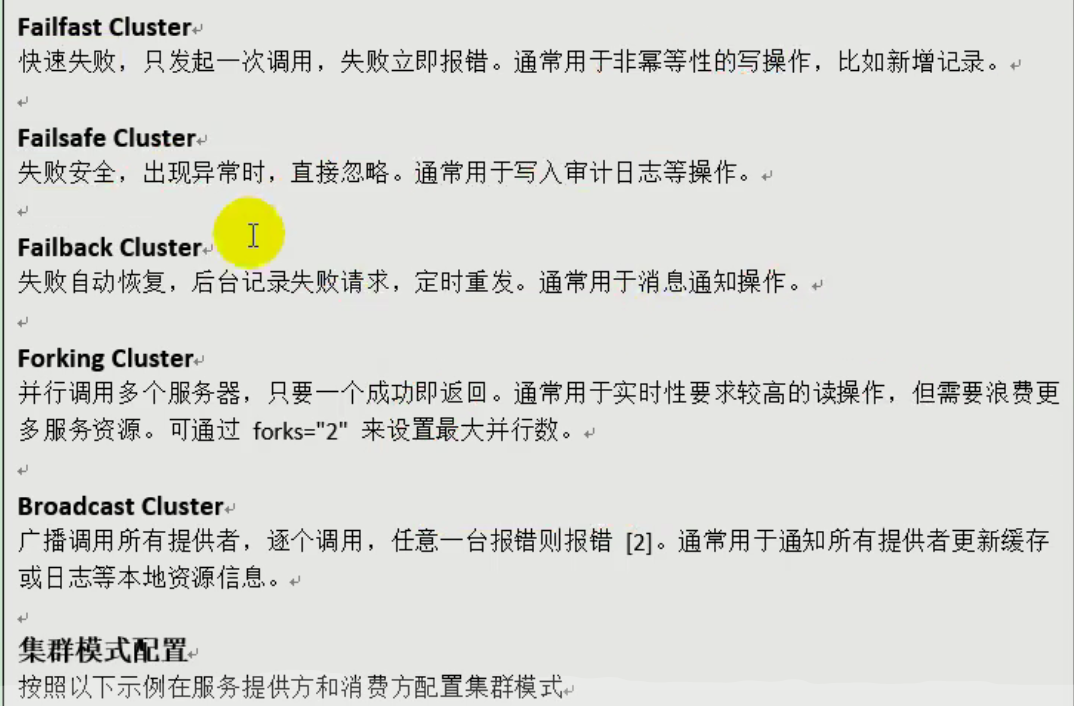 Failfast Cluster
快速失败，只发起一次调用，失败立即报错。通常用于非幂等性的写操作，比如新增记录。
Failsafe Cluster
失败安全，出现异常时，直接忽略。通常用于写入审计日志等操作。
Failback Cluster
失败自动恢复，后台记录失败请求，定时重发。通常用于消息通知操作。
Forking Cluster
并行调用多个服务器，只要一个成功即返回。通常用于实时性要求较高的读操作，但需要浪费更
多服务资源。可通过 forks="2" 来设置最大并行数。
Broadcast Cluster
广播调用所有提供者，逐个调用，任意一台报错则报错 [2]。通常用于通知所有提供者更新缓存
或日志等本地资源信息。
集群模式配置
按照以下示例在服务提供方和消费方配置集群模式